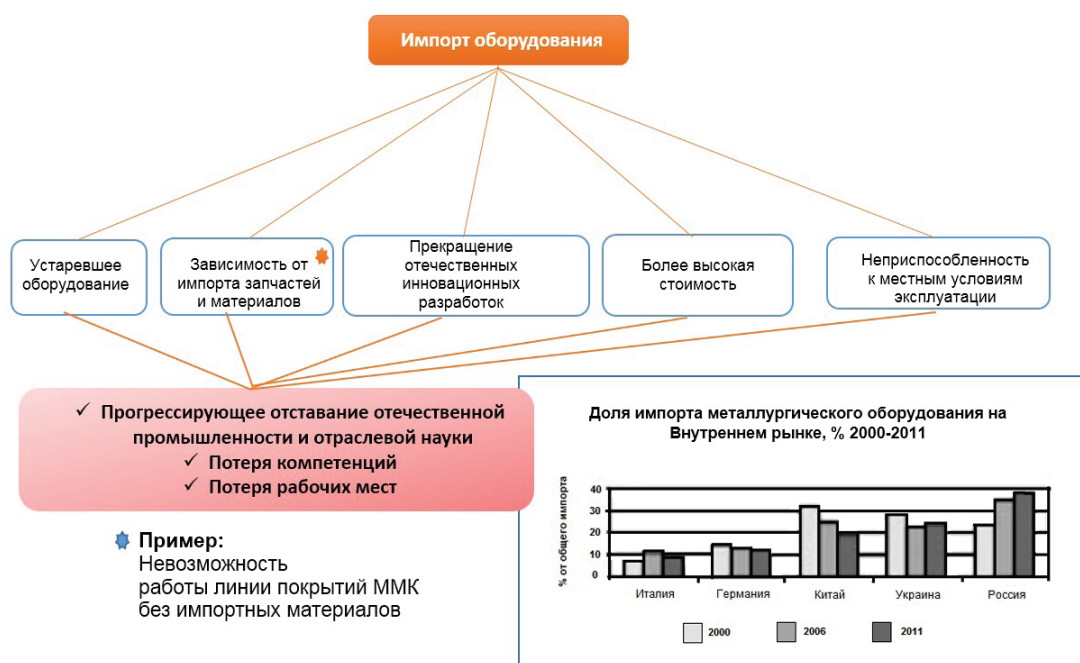 Импорт оборудования
Устаревшее
оборудование
Зависимость от
импорта запчастей
и материалов
Прекращение
отечественных
инновационных
разработок
Более высокая
стоимость
Неприспособленность
к местным условиям
эксплуатации
✓ Прогрессирующее отставание отечественной
промышленности и отраслевой науки
✓ Потеря компетенций
✓ Потеря рабочих мест
Пример:
Невозможность
работы линии покрытий ММК
без импортных материалов
Доля импорта металлургического оборудования на
Внутреннем рынке, % 2000-2011
% от общего импорта
40
30
20
10
0
Италия
Германия
Китай
Украина
Россия
2000
2006
2011